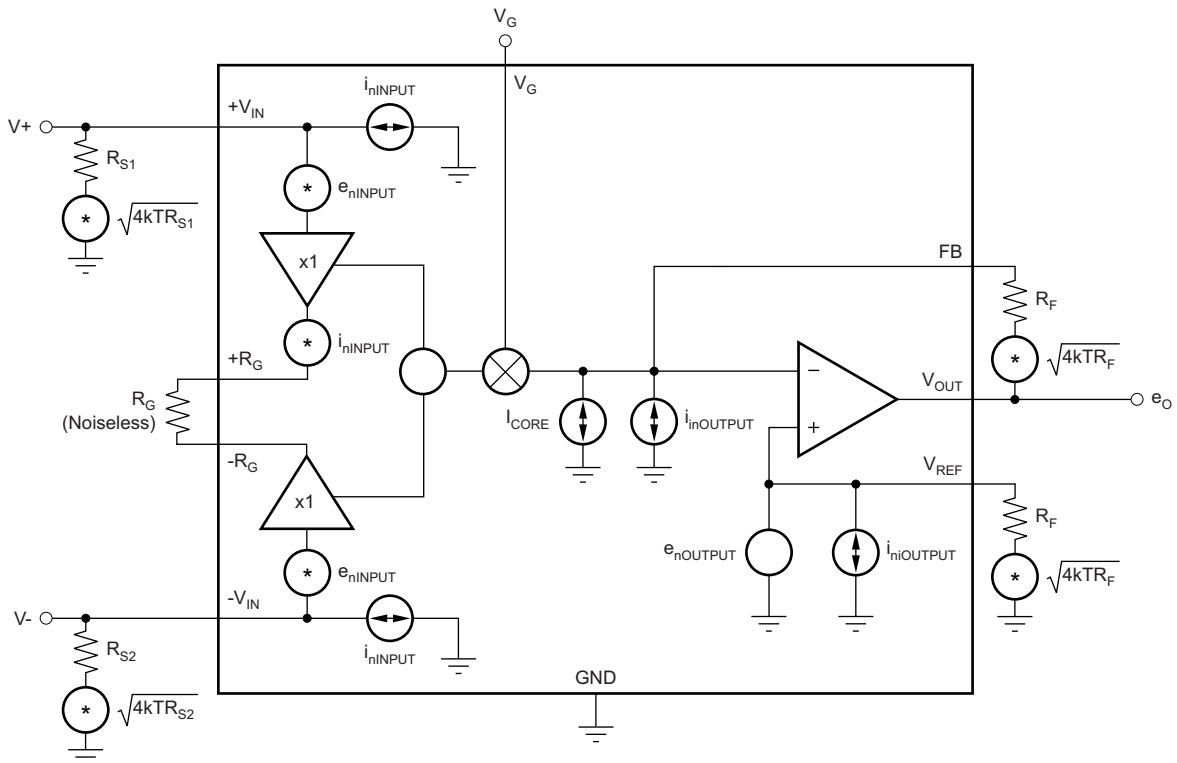 V_G
V_G
i_nINPUT
+V_IN
V+
R_S1
*
e_nINPUT
*
√4kTR_S1
x1
FB
R_F
*
i_nINPUT
*
√4kTR_F
+R_G
R_G
(Noiseless)
-R_G
I_CORE
i_inOUTPUT
−
+
V_OUT
e_O
V_REF
x1
R_F
e_nOUTPUT
i_niOUTPUT
*
√4kTR_F
*
e_nINPUT
-V_IN
V-
R_S2
i_nINPUT
*
√4kTR_S2
GND